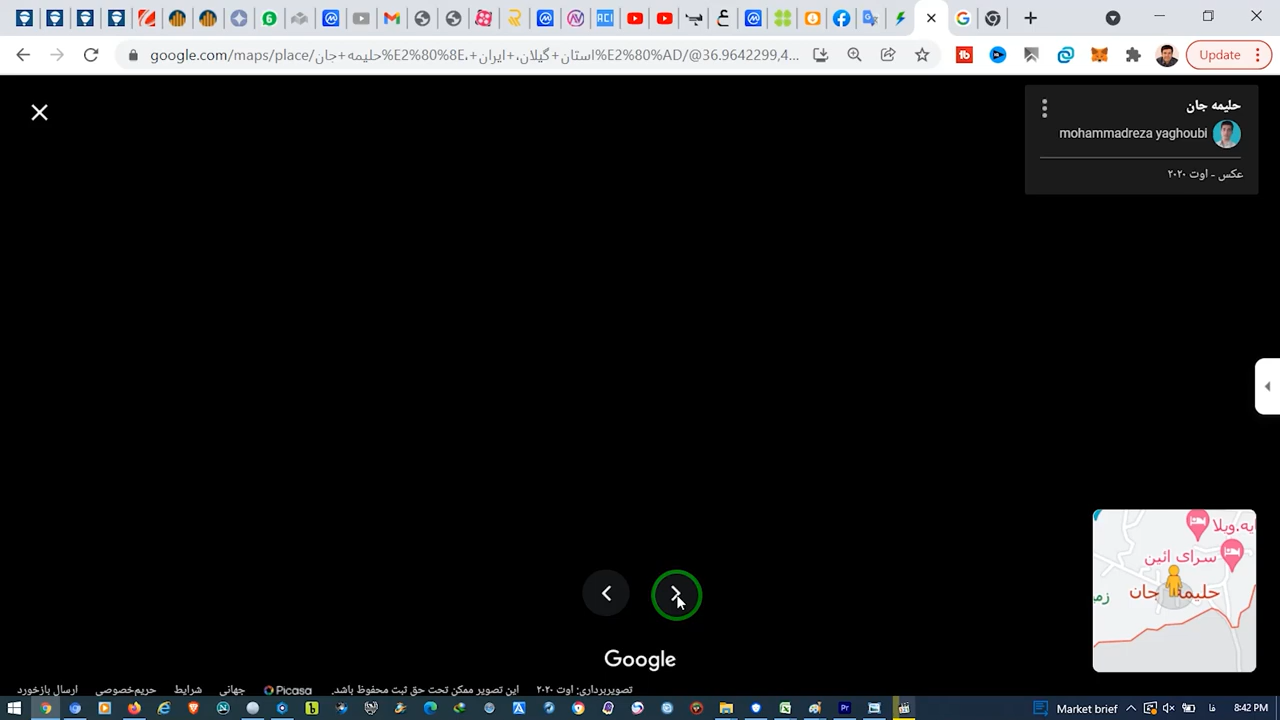 google.com/maps/place/حلیمه+جان+%E2%80%8E,+استان+گیلان,+ایران%E2%80%AD/@36.9642299,4...
Update
حلیمه جان
mohammadreza yaghoubi
عکس - اوت ۲۰۲۰
سرای ائین
حلیمه جان
Google
تصویربرداری: اوت ۲۰۲۰ این تصویر ممکن تحت حق ثبت محفوظ باشد. Picasa جهانی شرایط حریم‌خصوصی ارسال بازخورد
Market brief
8:42 PM